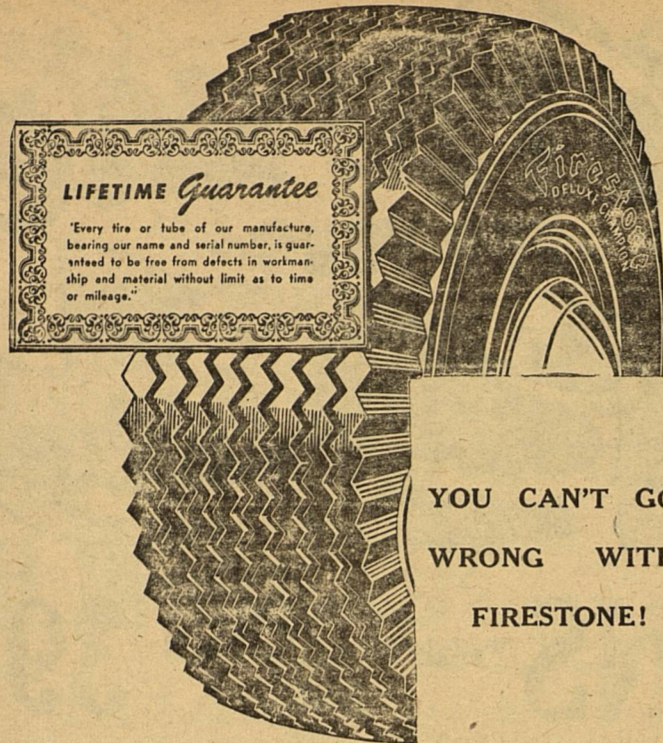 LIFETIME Guarantee
"Every tire or tube of our manufacture,
bearing our name and serial number, is guar-
anteed to be free from defects in workman-
ship and material without limit as to time
or mileage."
Firestone
DELUXE CHAMPION
YOU CAN'T GO
WRONG WITH
FIRESTONE!